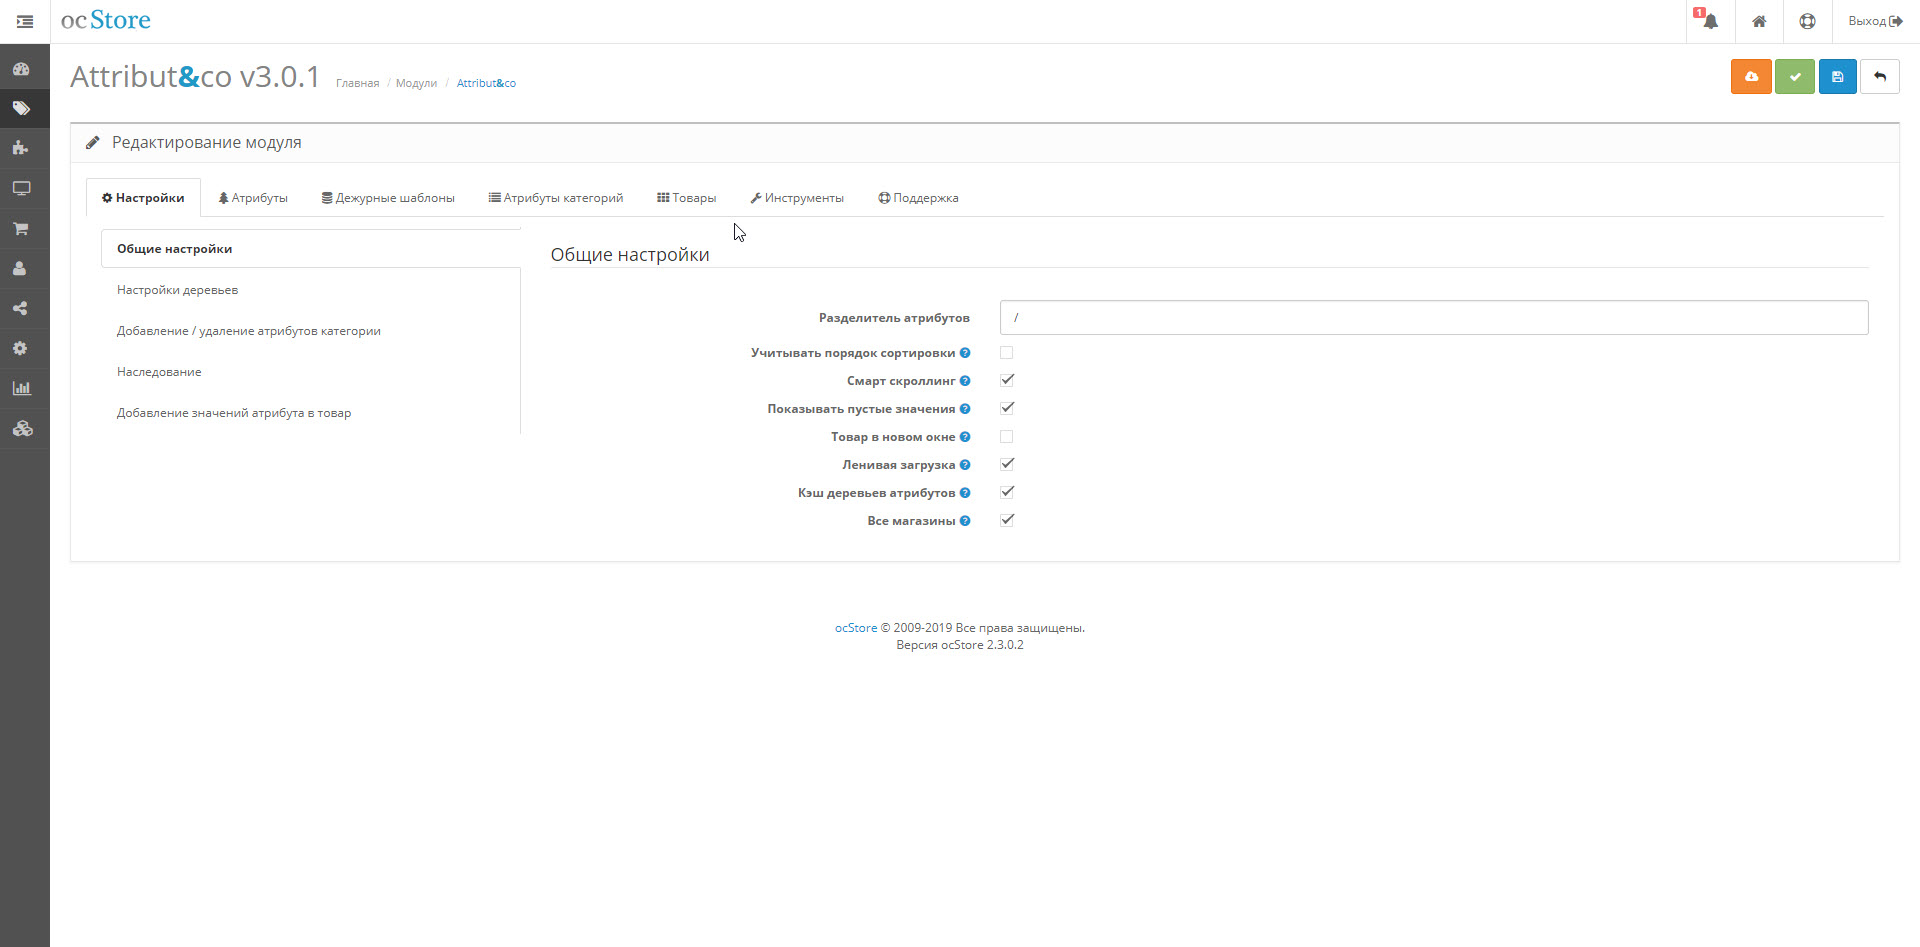 ocStore
1
Выход
Attribut&co v3.0.1
Главная / Модули / Attribut&co
Редактирование модуля
Настройки
Атрибуты
Дежурные шаблоны
Атрибуты категорий
Товары
Инструменты
Поддержка
Общие настройки
Настройки деревьев
Добавление / удаление атрибутов категории
Наследование
Добавление значений атрибута в товар
Общие настройки
Разделитель атрибутов /
Учитывать порядок сортировки ?
Смарт скроллинг ?
Показывать пустые значения ?
Товар в новом окне ?
Ленивая загрузка ?
Кэш деревьев атрибутов ?
Все магазины ?
ocStore © 2009-2019 Все права защищены.
Версия ocStore 2.3.0.2